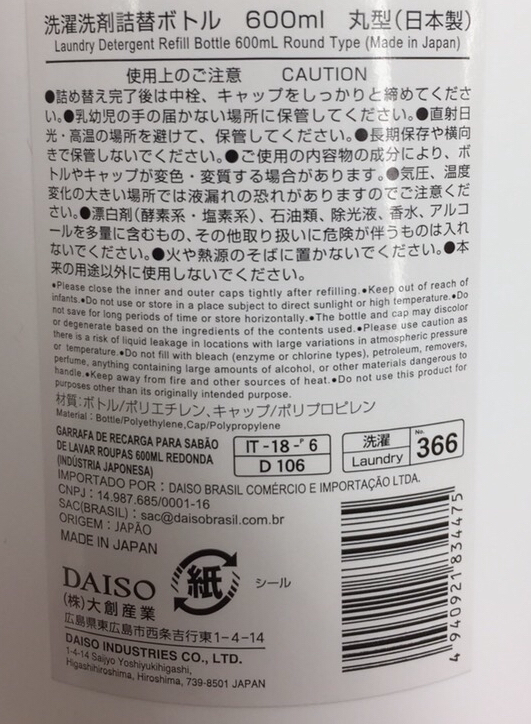 洗濯洗剤詰替ボトル　600ml　丸型(日本製)
Laundry Detergent Refill Bottle 600mL Round Type (Made in Japan)
使用上のご注意　CAUTION
●詰め替え完了後は中栓、キャップをしっかりと締めてくださ
い。●乳幼児の手の届かない場所に保管してください。●直射日
光・高温の場所を避けて、保管してください。●長期保存や横向
きで保管しないでください。●ご使用の内容物の成分により、ボ
トルやキャップが変色・変質する場合があります。●気圧、温度
変化の大きい場所では液漏れの恐れがありますのでご注意くだ
さい。●漂白剤(酵素系・塩素系)、石油類、除光液、香水、アルコ
ールを多量に含むもの、その他取り扱いに危険が伴うものは入れ
ないでください。●火や熱源のそばに置かないでください。●本
来の用途以外に使用しないでください。
●Please close the inner and outer caps tightly after refilling.●Keep out of reach of
infants.●Do not use or store in a place subject to direct sunlight or high temperature.●Do
not save for long periods of time or store horizontally.●The bottle and cap may discolor
or degenerate based on the ingredients of the contents used.●Please use caution as
there is a risk of liquid leakage in locations with large variations in atmospheric pressure
or temperature.●Do not fill with bleach (enzyme or chlorine types), petroleum, removers,
perfume, anything containing large amounts of alcohol, or other materials dangerous to
handle.●Keep away from fire and other sources of heat.●Do not use this product for
purposes other than its originally intended purpose.
材質:ボトル/ポリエチレン、キャップ/ポリプロピレン
Material : Bottle/Polyethylene,Cap/Polypropylene
GARRAFA DE RECARGA PARA SABÃO
DE LAVAR ROUPAS 600ML REDONDA
(INDÚSTRIA JAPONESA)
IT-18-P6
D 106
洗濯
Laundry
No.
366
IMPORTADO POR : DAISO BRASIL COMÉRCIO E IMPORTAÇÃO LTDA.
CNPJ : 14.987.685/0001-16
SAC(BRASIL) : sac@daisobrasil.com.br
ORIGEM : JAPÃO
MADE IN JAPAN
DAISO
(株)大創産業
紙
シール
広島県東広島市西条吉行東1-4-14
DAISO INDUSTRIES CO., LTD.
1-4-14 Saijyo Yoshiyukihigashi,
Higashihiroshima, Hiroshima, 739-8501 JAPAN
4 940921 834475